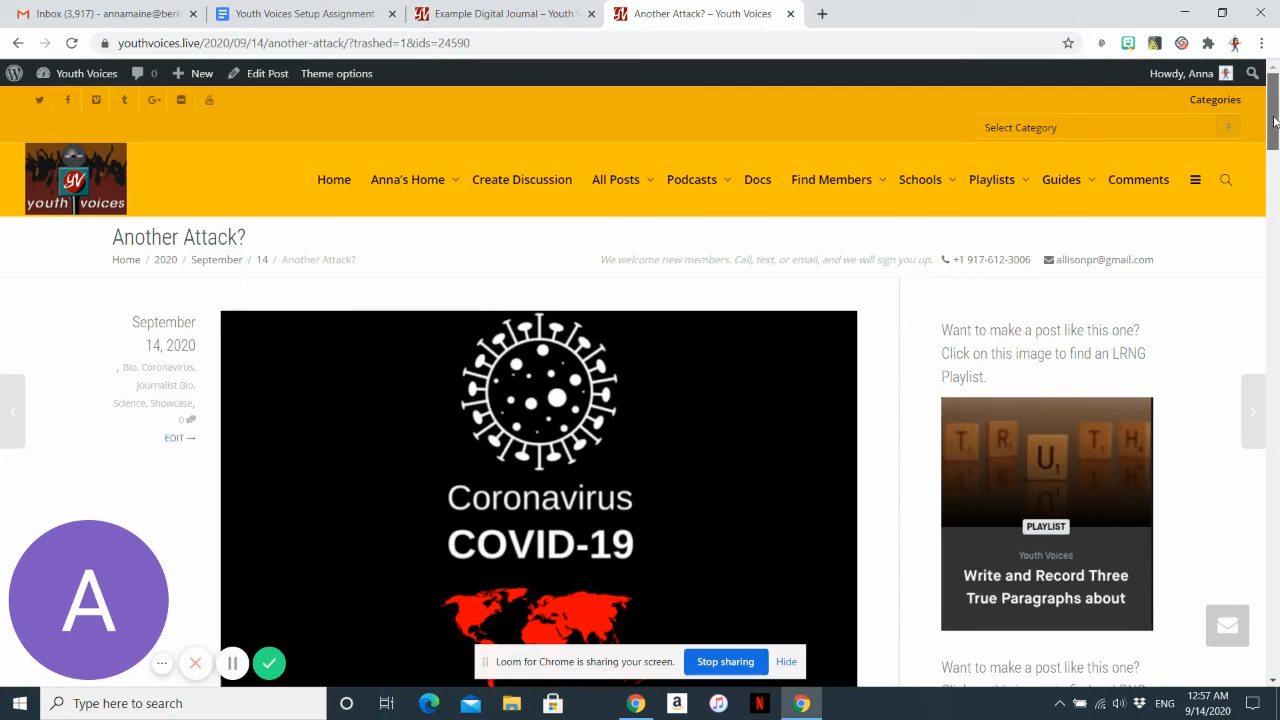 Inbox (3,917) - annamaine@berk
Youth Voices Setup Assignment -
Example Digital Journal – Youth V
Another Attack? – Youth Voices
youthvoices.live/2020/09/14/another-attack/?trashed=1&ids=24590
Youth Voices 0 New Edit Post Theme options Howdy, Anna
Categories
Select Category
YV
youth voices
Home Anna's Home Create Discussion All Posts Podcasts Docs Find Members Schools Playlists Guides Comments
Another Attack?
Home / 2020 / September / 14 / Another Attack?
We welcome new members. Call, text, or email, and we will sign you up. +1 917-612-3006 allisonpr@gmail.com
September
14, 2020
, Bio, Coronavirus,
Journalist Bio,
Science, Showcase,
0
EDIT →
Coronavirus
COVID-19
Want to make a post like this one?
Click on this image to find an LRNG
Playlist.
TRUTH
PLAYLIST
Youth Voices
Write and Record Three
True Paragraphs about
Want to make a post like this one?
A
Loom for Chrome is sharing your screen. Stop sharing Hide
Type here to search
ENG
12:57 AM
9/14/2020